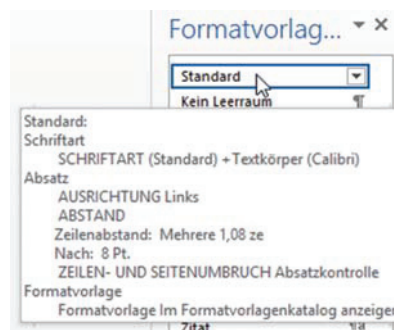 Formatvorlag...
Standard
Kein Leerraum
Standard:
Schriftart
SCHRIFTART (Standard) + Textkörper (Calibri)
Absatz
AUSRICHTUNG Links
ABSTAND
Zeilenabstand: Mehrere 1,08 ze
Nach: 8 Pt.
ZEILEN- UND SEITENUMBRUCH Absatzkontrolle
Formatvorlage
Formatvorlage Im Formatvorlagenkatalog anzeigen
Zitat